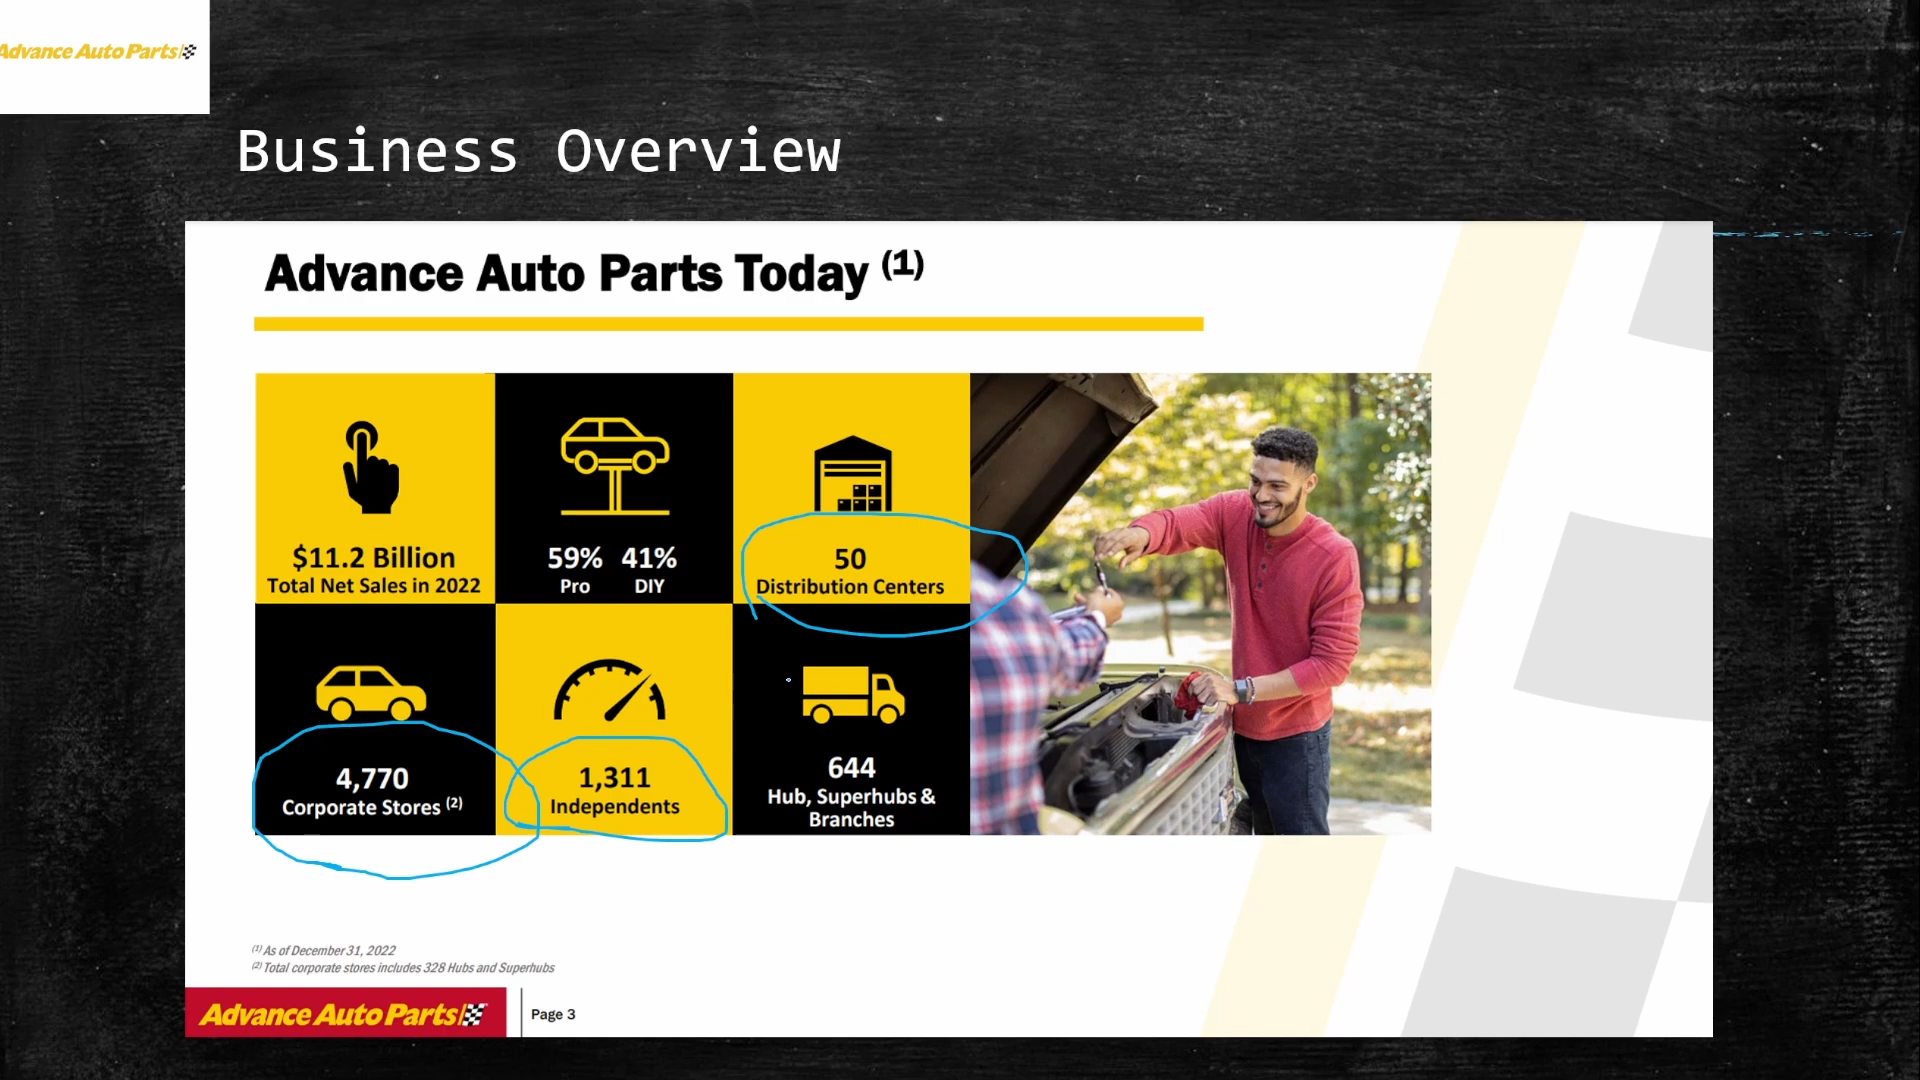 Advance Auto Parts
Business Overview
Advance Auto Parts Today (1)
$11.2 Billion
Total Net Sales in 2022
59% 41%
Pro DIY
50
Distribution Centers
4,770
Corporate Stores (2)
1,311
Independents
644
Hub, Superhubs &
Branches
(1) As of December 31, 2022
(2) Total corporate stores includes 328 Hubs and Superhubs
Advance Auto Parts
Page 3